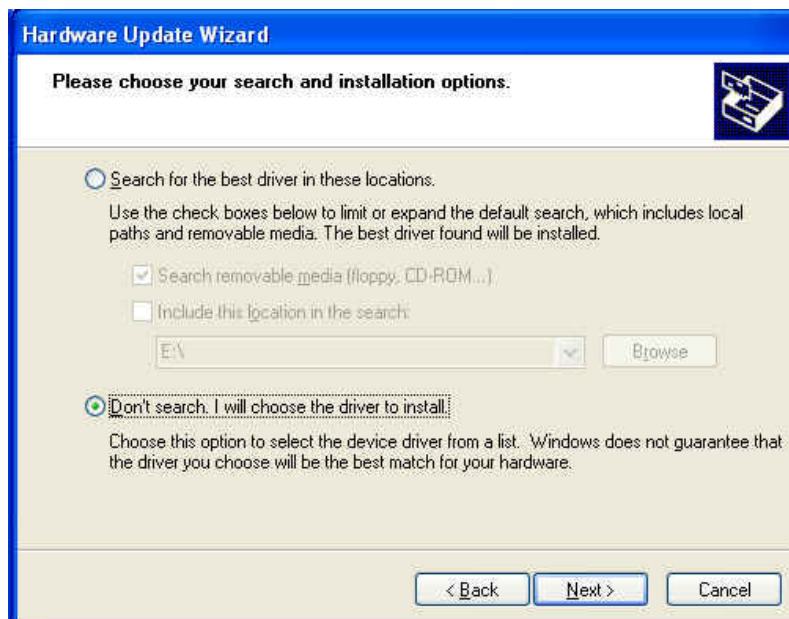 Hardware Update Wizard
Please choose your search and installation options.
Search for the best driver in these locations.
Use the check boxes below to limit or expand the default search, which includes local
paths and removable media. The best driver found will be installed.
Search removable media (floppy, CD-ROM...)
Include this location in the search:
E:\
Browse
Don't search. I will choose the driver to install.
Choose this option to select the device driver from a list. Windows does not guarantee that
the driver you choose will be the best match for your hardware.
< Back
Next >
Cancel